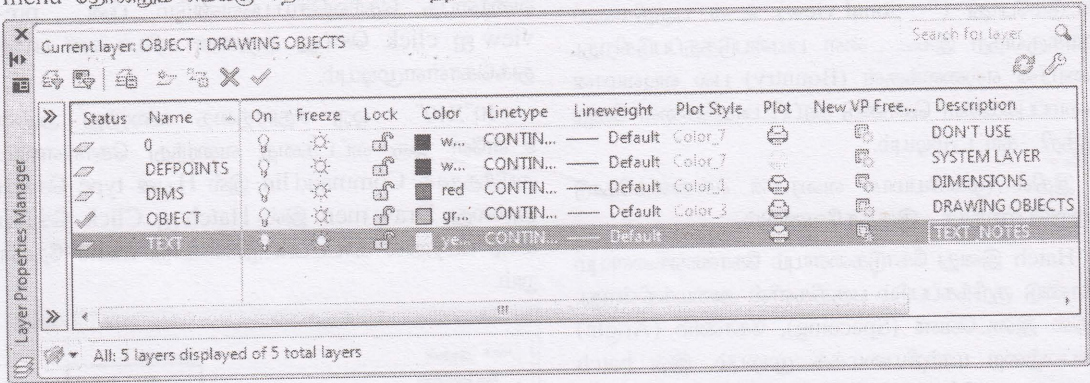 menu
Current layer: OBJECT : DRAWING OBJECTS
Search for layer
Status Name On Freeze Lock Color Linetype Lineweight Plot Style Plot New VP Free... Description
0 w... CONTIN... Default Color_7 DON'T USE
DEFPOINTS w... CONTIN... Default Color_7 SYSTEM LAYER
DIMS red CONTIN... Default Color_1 DIMENSIONS
OBJECT gr... CONTIN... Default Color_3 DRAWING OBJECTS
TEXT ye... CONTIN... Default TEXT NOTES
Layer Properties Manager
All: 5 layers displayed of 5 total layers